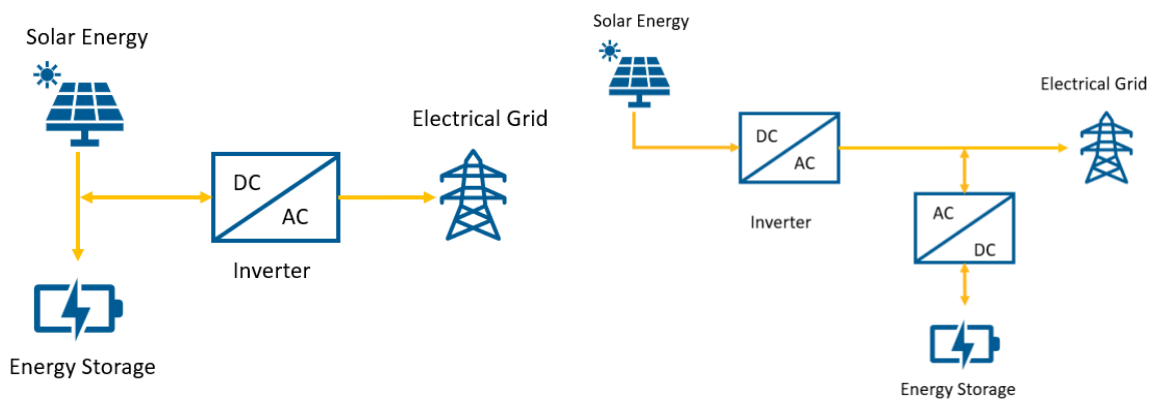 Solar Energy
Electrical Grid
DC
AC
Inverter
Energy Storage
Solar Energy
Electrical Grid
DC
AC
Inverter
AC
DC
Energy Storage